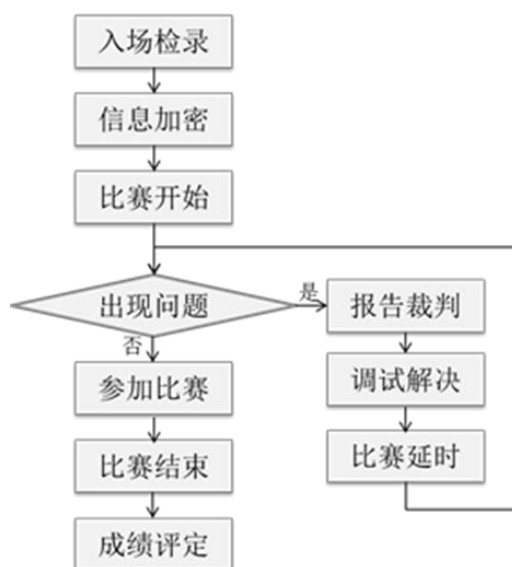 入场检录
信息加密
比赛开始
出现问题
是
报告裁判
否
参加比赛
调试解决
比赛结束
比赛延时
成绩评定